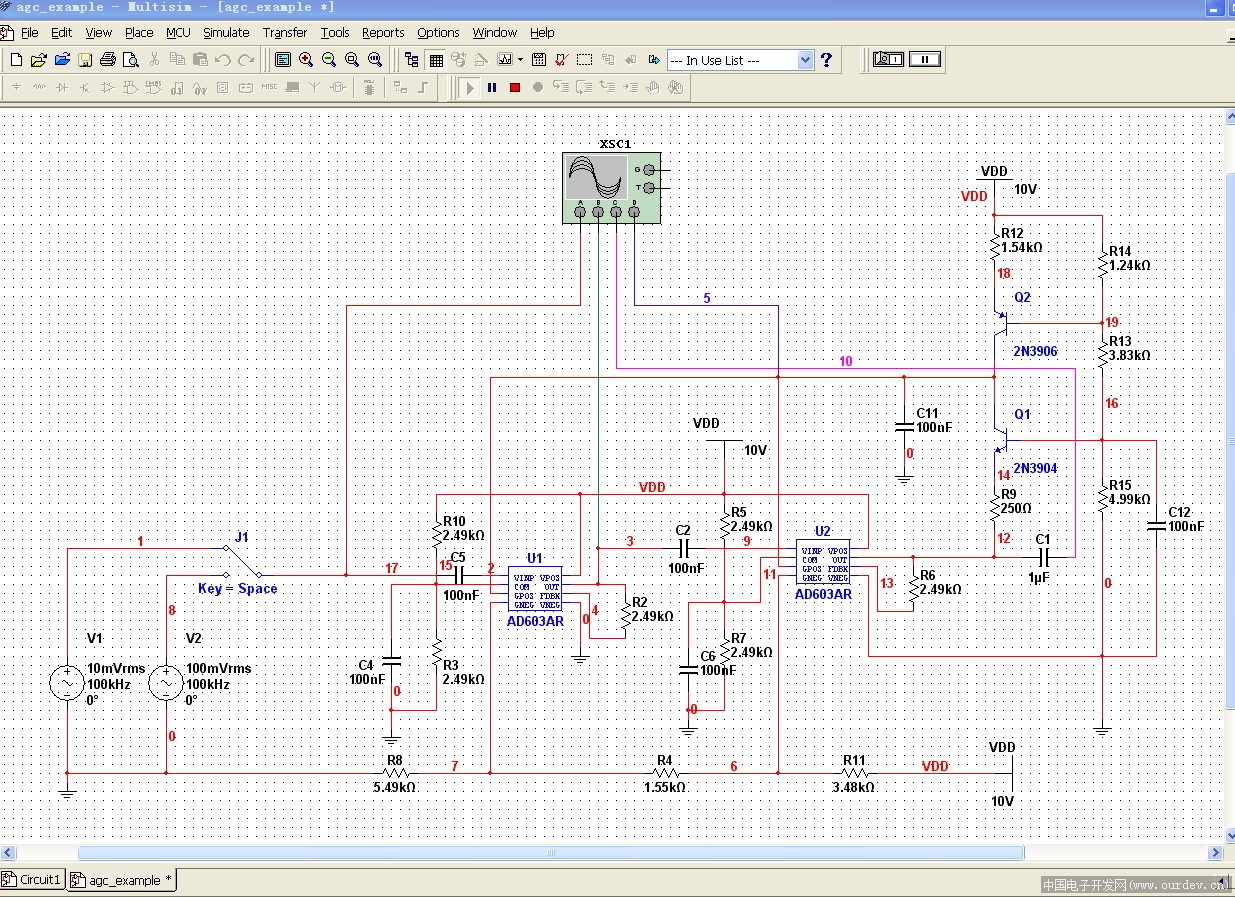 agc_example - Multisim - [agc_example *]
File Edit View Place MCU Simulate Transfer Tools Reports Options Window Help
--- In Use List --- ?
MISC
XSC1
G
T
A B C D
VDD
10V
VDD
R12
1.54kΩ
R14
1.24kΩ
18
Q2
5
19
2N3906
R13
3.83kΩ
10
16
C11
100nF
Q1
VDD
10V
0
2N3904
14
VDD
R9
250Ω
R15
4.99kΩ
C12
100nF
R10
2.49kΩ
R5
2.49kΩ
C2
100nF
U2
12
C1
1µF
1
J1
3
9
VINP VPOS
COM OUT
GPOS FDBK
GNEG VNEG
AD603AR
17
15
C5
100nF
2
U1
VINP VPOS
COM OUT
GPOS FDBK
GNEG VNEG
AD603AR
11
13
R6
2.49kΩ
0
Key = Space
8
4
0
R2
2.49kΩ
V1
10mVrms
100kHz
0°
V2
100mVrms
100kHz
0°
C4
100nF
R3
2.49kΩ
0
C6
100nF
R7
2.49kΩ
0
0
R8
5.49kΩ
7
R4
1.55kΩ
6
R11
3.48kΩ
VDD
VDD
10V
Circuit1 agc_example *
中国电子开发网(www.ourdev.cn)